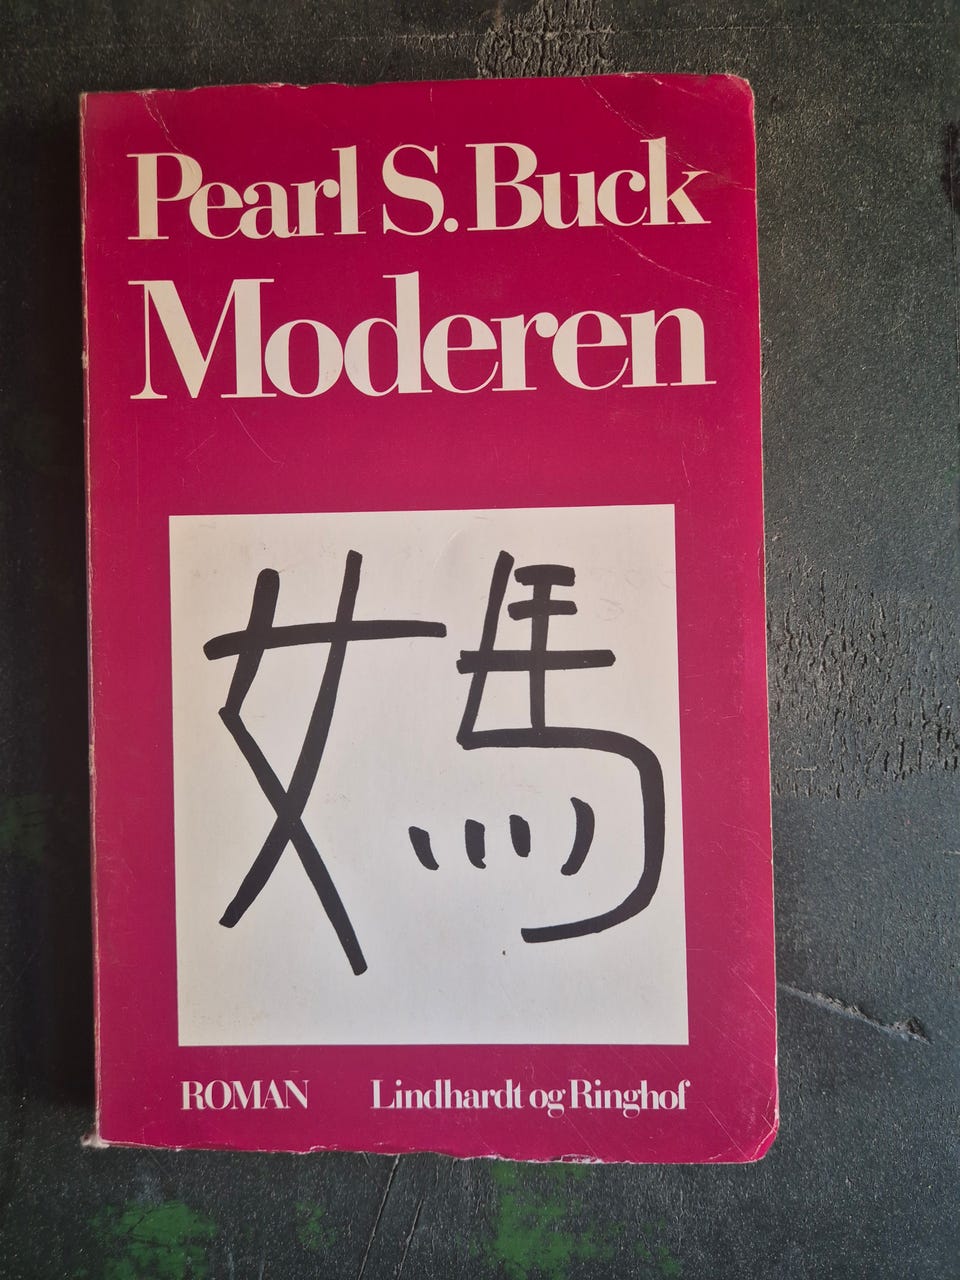 Pearl S. Buck
Moderen
媽
ROMAN Lindhardt og Ringhof